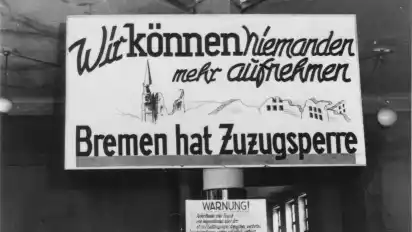 Wir können niemanden
mehr aufnehmen
Bremen hat Zuzugsperre
WARNUNG!